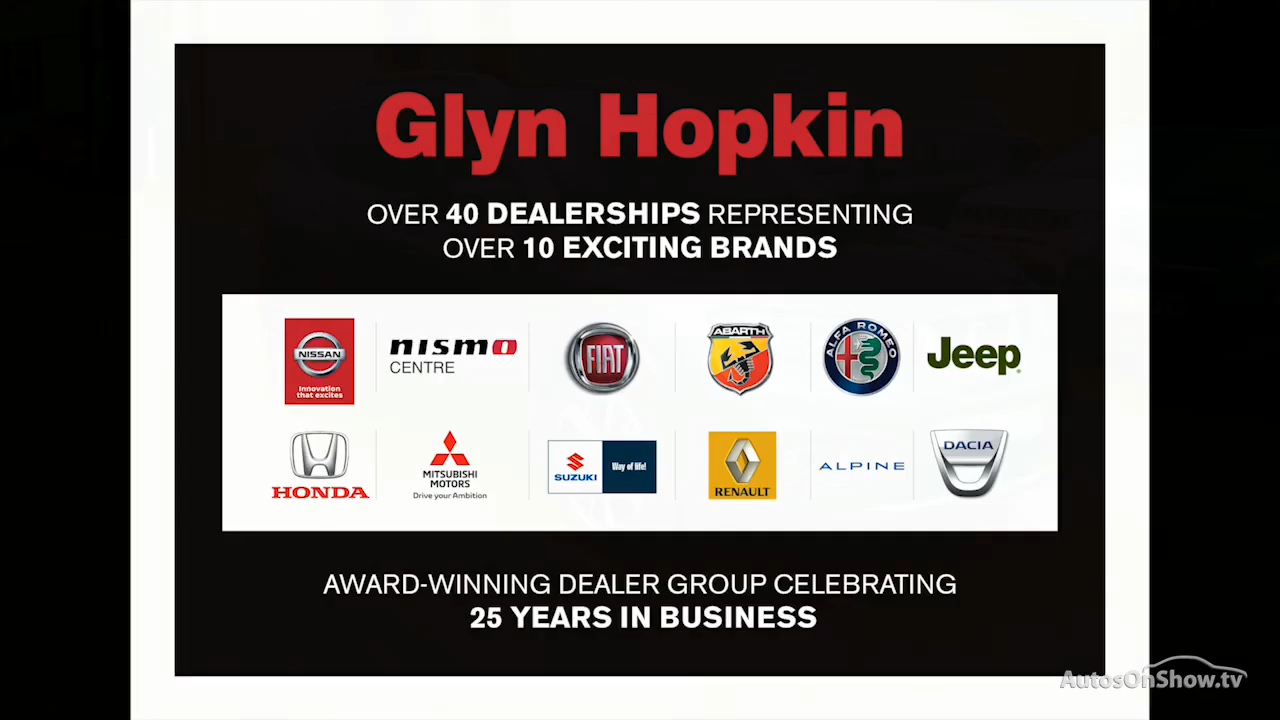 Glyn Hopkin
OVER 40 DEALERSHIPS REPRESENTING
OVER 10 EXCITING BRANDS
NISSAN
Innovation
that excites
nismo
CENTRE
FIAT
ABARTH
ALFA ROMEO
Jeep
HONDA
MITSUBISHI
MOTORS
Drive your Ambition
SUZUKI
Way of life!
RENAULT
ALPINE
DACIA
AWARD-WINNING DEALER GROUP CELEBRATING
25 YEARS IN BUSINESS
AutosOnShow.tv